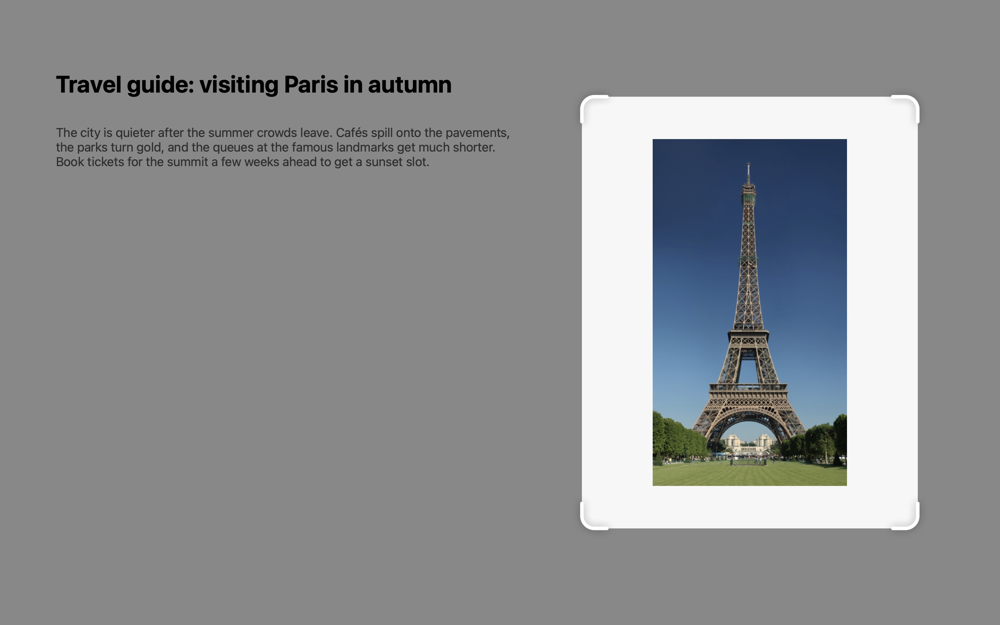 Travel guide: visiting Paris in autumn
The city is quieter after the summer crowds leave. Cafés spill onto the pavements,
the parks turn gold, and the queues at the famous landmarks get much shorter.
Book tickets for the summit a few weeks ahead to get a sunset slot.